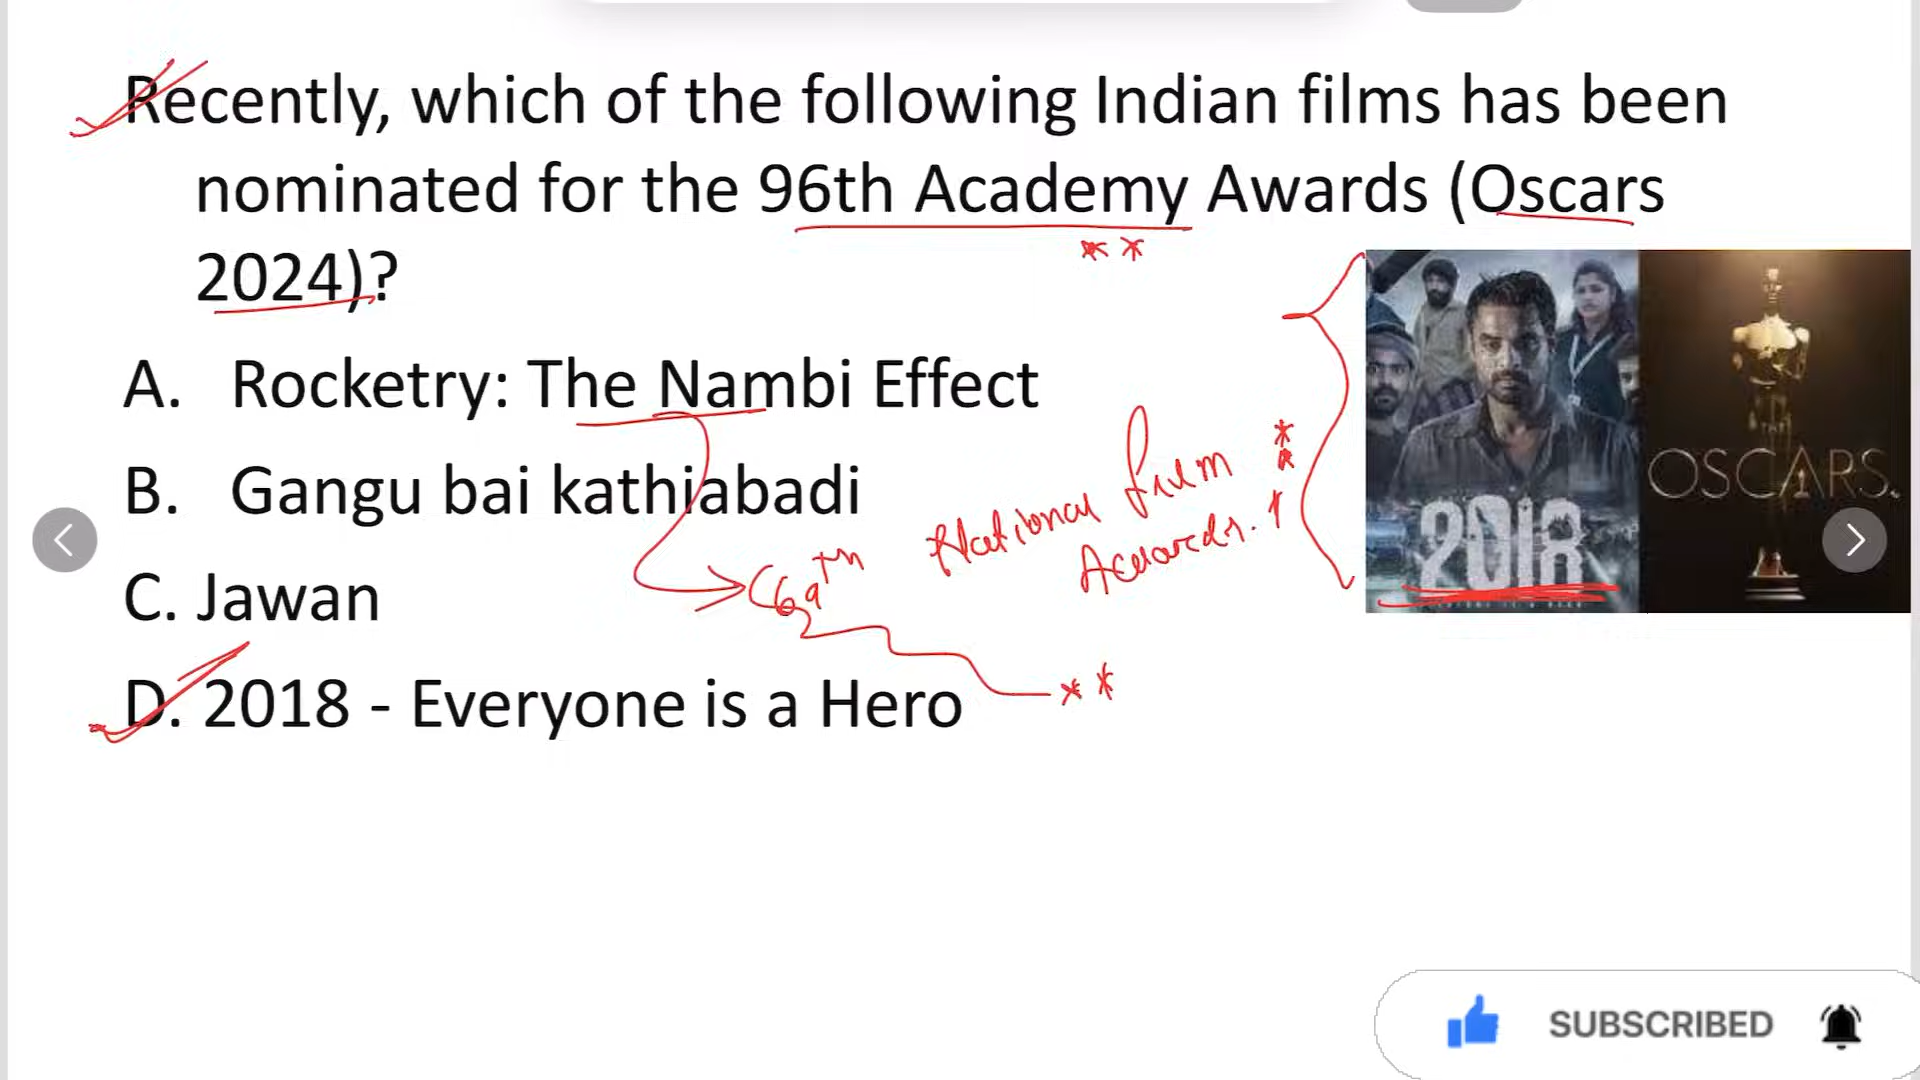 Recently, which of the following Indian films has been
nominated for the 96th Academy Awards (Oscars
2024)?
A. Rocketry: The Nambi Effect
B. Gangu bai kathiabadi
C. Jawan
D. 2018 - Everyone is a Hero
69th National Film
Awards.
2018
OSCARS.
SUBSCRIBED